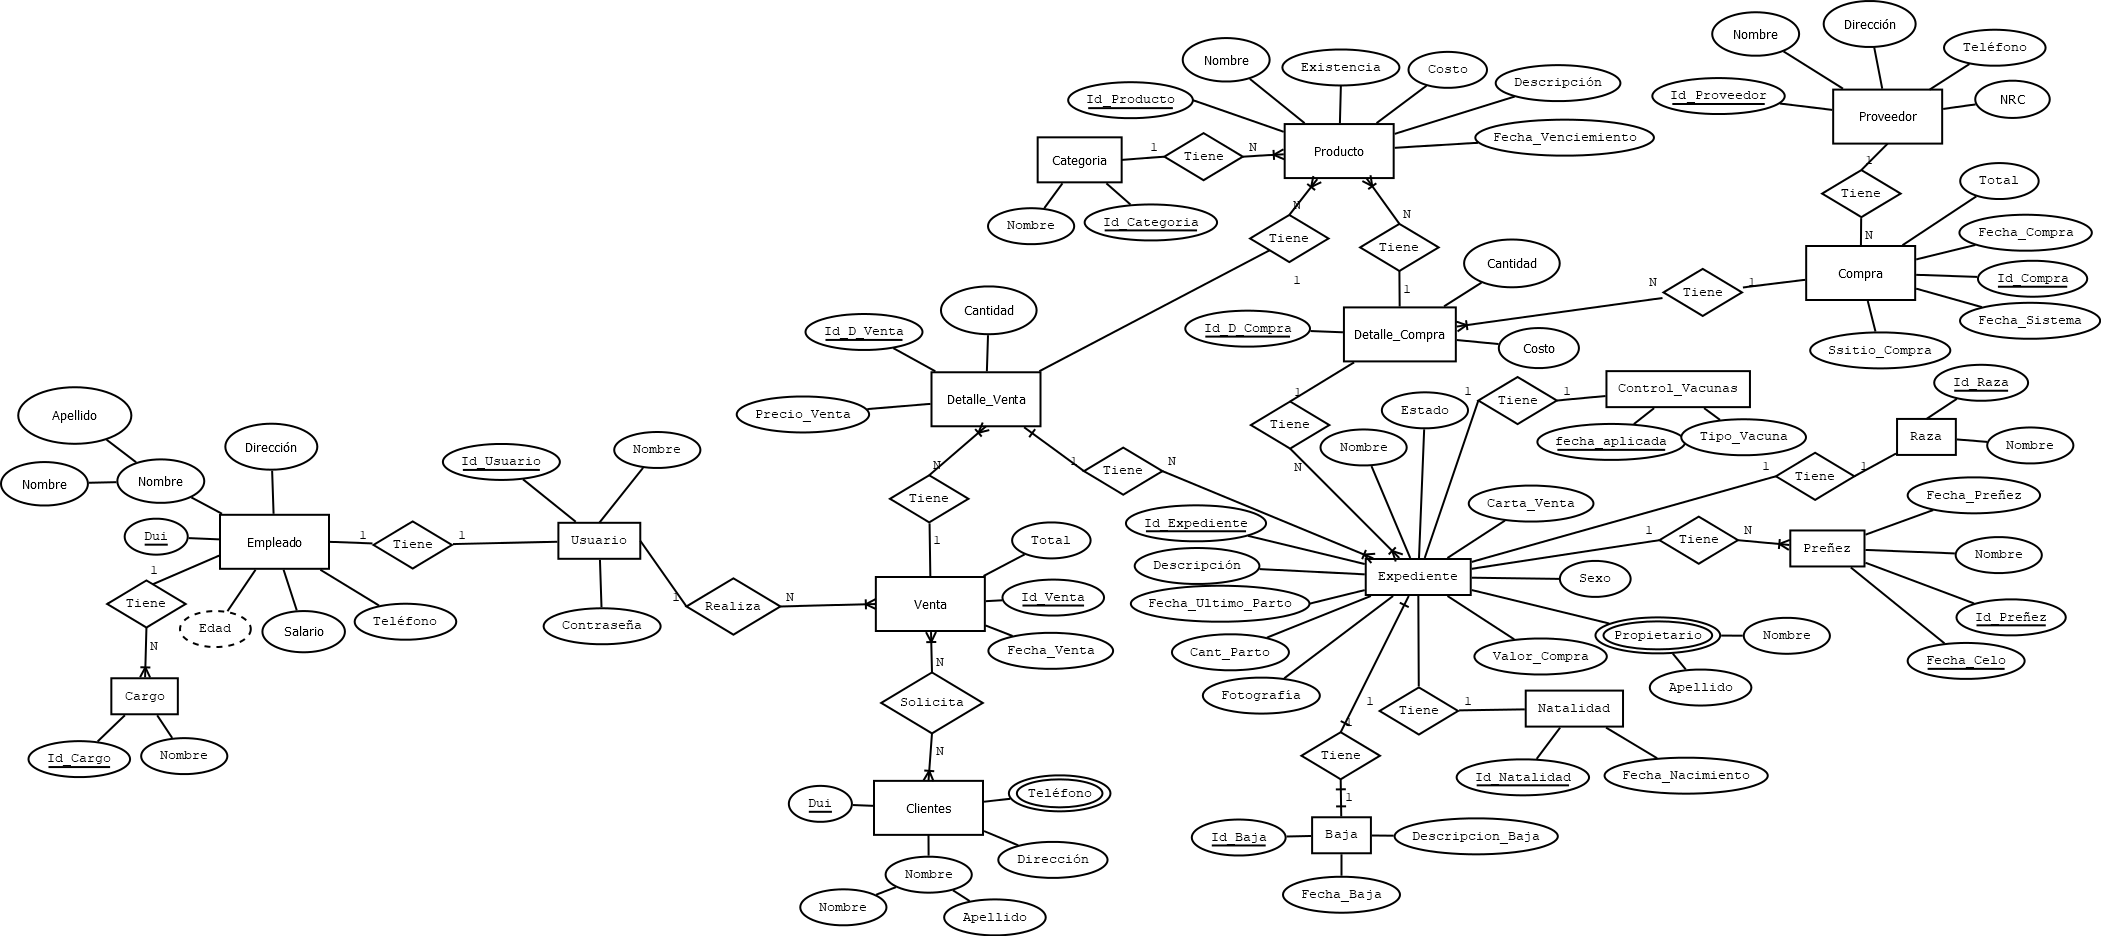 Nombre
Dirección
Teléfono
Id_Proveedor
NRC
Proveedor
1
Tiene
N
Total
Fecha_Compra
Id_Compra
Fecha_Sistema
Ssitio_Compra
Compra
1
Tiene
N
Nombre
Existencia
Costo
Descripción
Id_Producto
Fecha_Venciemiento
Producto
Categoria
1
Tiene
N
Nombre
Id_Categoria
N
Tiene
1
N
Tiene
1
Cantidad
Id_D_Compra
Detalle_Compra
Costo
Id_D_Venta
Cantidad
Precio_Venta
Detalle_Venta
1
Tiene
N
1
Tiene
N
N
Tiene
1
Apellido
Nombre
Nombre
Dirección
Dui
Empleado
Edad
Salario
Teléfono
1
Tiene
N
Cargo
Id_Cargo
Nombre
1
Tiene
1
Id_Usuario
Nombre
Usuario
Contraseña
1
Realiza
N
Venta
Total
Id_Venta
Fecha_Venta
N
Solicita
N
Clientes
Dui
Teléfono
Dirección
Nombre
Nombre
Apellido
Nombre
Estado
1
Tiene
1
Control_Vacunas
fecha_aplicada
Tipo_Vacuna
Id_Raza
Raza
Nombre
1
Tiene
1
Carta_Venta
Id_Expediente
Descripción
Fecha_Ultimo_Parto
Cant_Parto
Fotografía
Expediente
Sexo
Propietario
Nombre
Apellido
Valor_Compra
1
Tiene
N
Preñez
Fecha_Preñez
Nombre
Id_Preñez
Fecha_Celo
1
Tiene
1
Natalidad
Id_Natalidad
Fecha_Nacimiento
1
Tiene
1
Baja
Id_Baja
Descripcion_Baja
Fecha_Baja